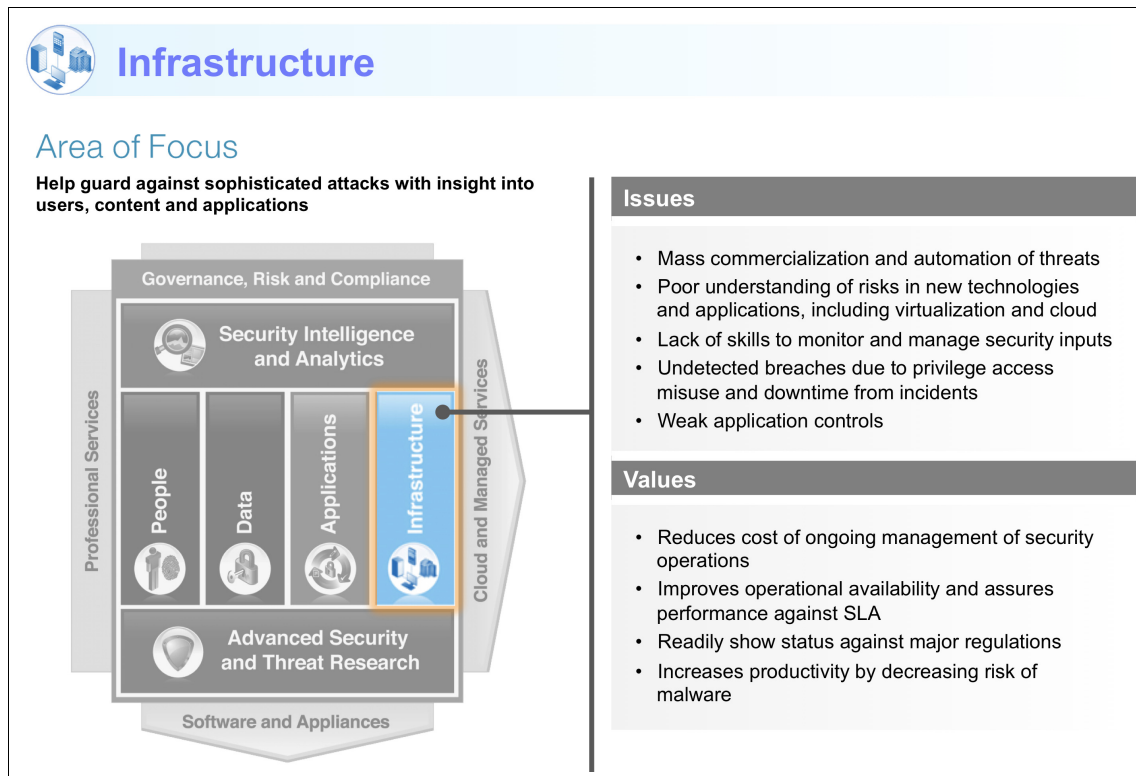 Infrastructure
Area of Focus
Help guard against sophisticated attacks with insight into
users, content and applications
Governance, Risk and Compliance
Security Intelligence
and Analytics
Professional Services
People
Data
Applications
Infrastructure
Cloud and Managed Services
Advanced Security
and Threat Research
Software and Appliances
Issues
• Mass commercialization and automation of threats
• Poor understanding of risks in new technologies
and applications, including virtualization and cloud
• Lack of skills to monitor and manage security inputs
• Undetected breaches due to privilege access
misuse and downtime from incidents
• Weak application controls
Values
• Reduces cost of ongoing management of security
operations
• Improves operational availability and assures
performance against SLA
• Readily show status against major regulations
• Increases productivity by decreasing risk of
malware